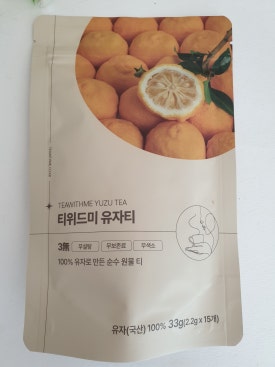 TEAWITHME YUZU TEA
티위드미 유자티
3無 무설탕 무보존료 무색소
100% 유자로 만든 순수 원물 티
유자(국산) 100% 33g(2.2g x 15개)